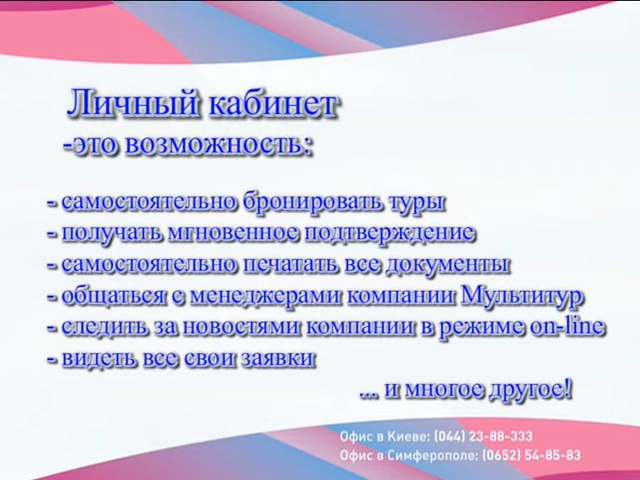 Личный кабинет
-это возможность:
- самостоятельно бронировать туры
- получать мгновенное подтверждение
- самостоятельно печатать все документы
- общаться с менеджерами компании Мультитур
- следить за новостями компании в режиме on-line
- видеть все свои заявки
... и многое другое!
Офис в Киеве: (044) 23-88-333
Офис в Симферополе: (0652) 54-85-83